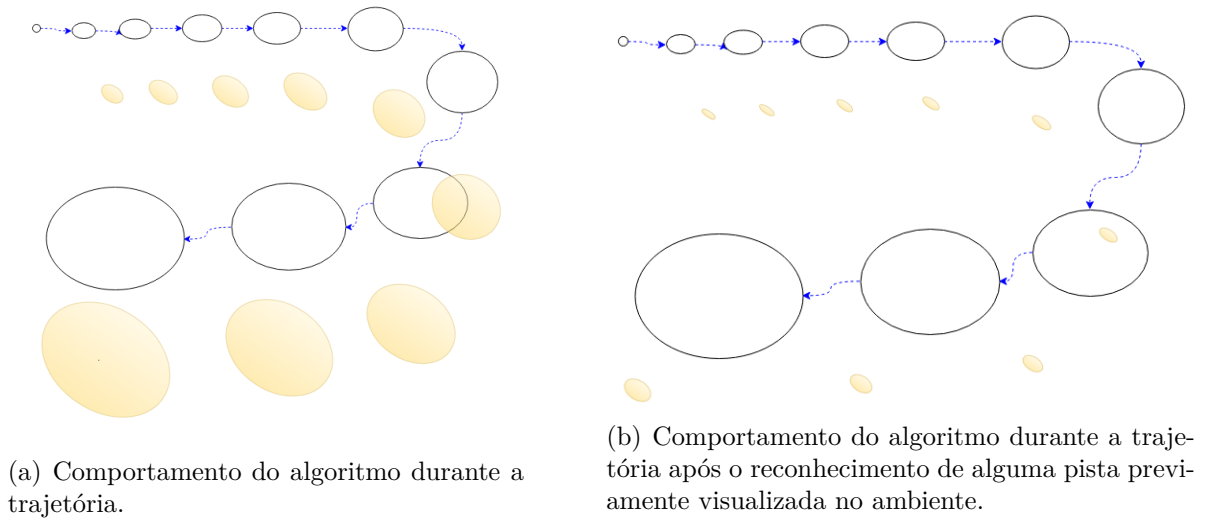 (a) Comportamento do algoritmo durante a
trajetória.
(b) Comportamento do algoritmo durante a traje-
tória após o reconhecimento de alguma pista previ-
amente visualizada no ambiente.